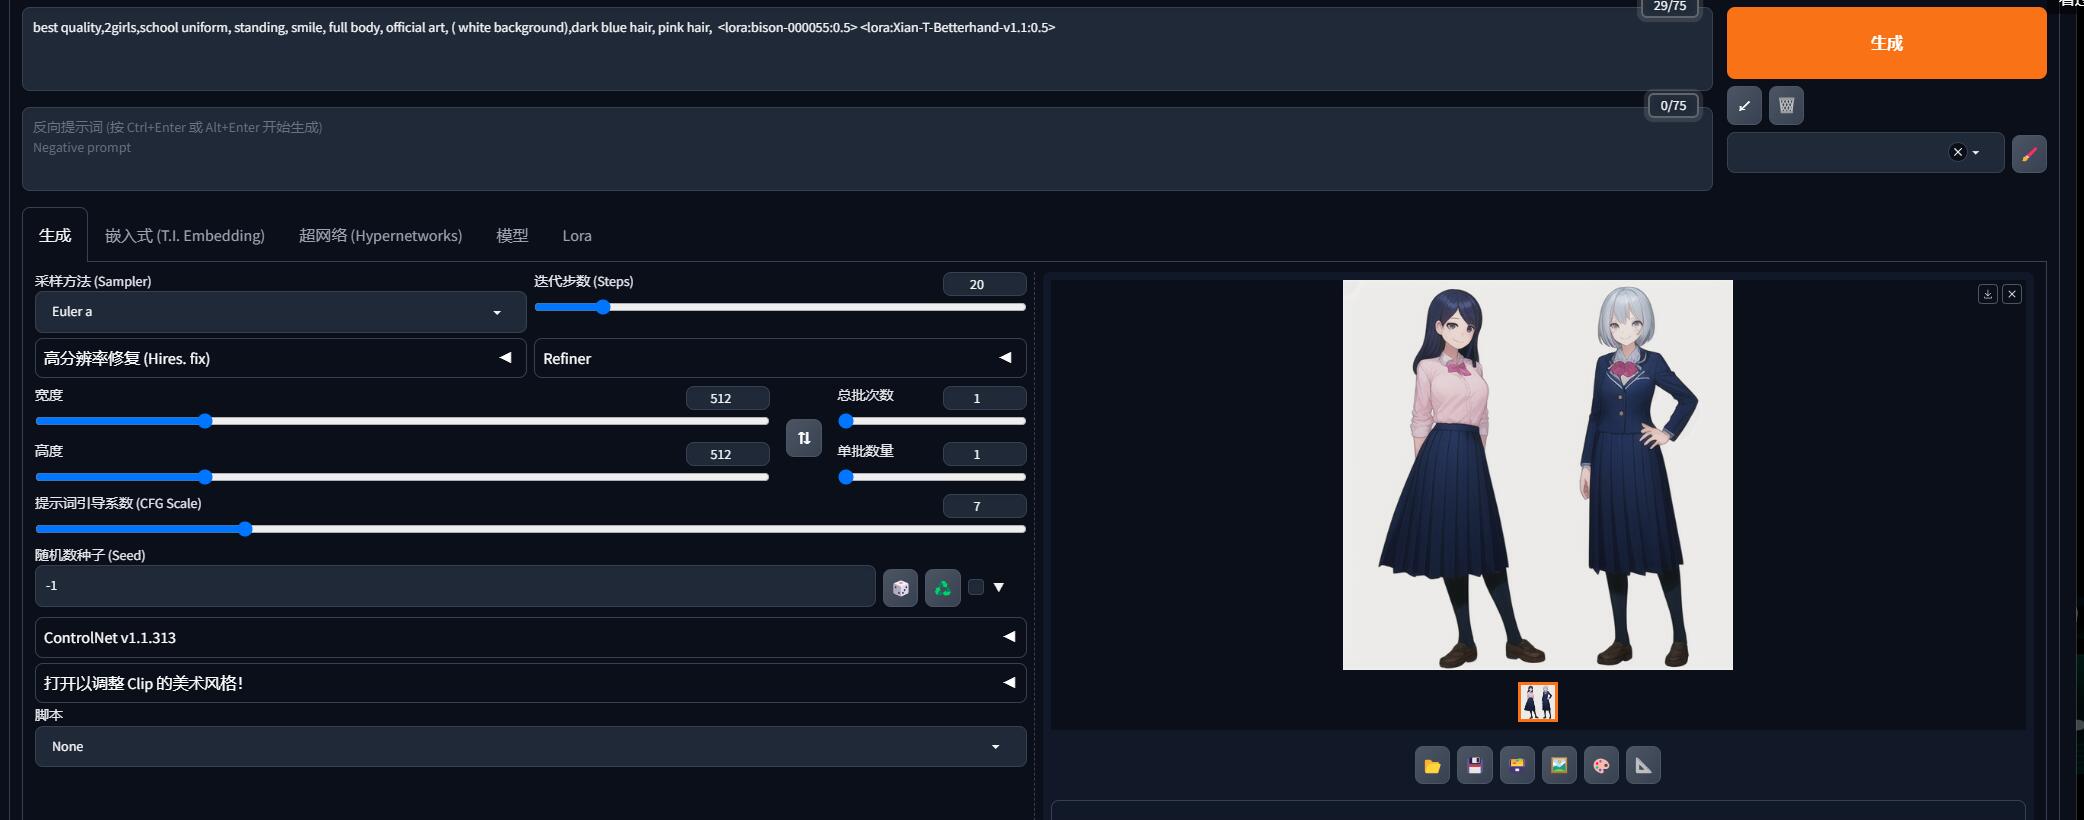 29/75
best quality,2girls,school uniform, standing, smile, full body, official art, ( white background),dark blue hair, pink hair, <lora:bison-000055:0.5> <lora:Xian-T-Betterhand-v1.1:0.5>
生成
0/75
反向提示词 (按 Ctrl+Enter 或 Alt+Enter 开始生成)
Negative prompt
生成 嵌入式 (T.I. Embedding) 超网络 (Hypernetworks) 模型 Lora
采样方法 (Sampler)
Euler a
迭代步数 (Steps)
20
高分辨率修复 (Hires. fix)
Refiner
宽度
512
总批次数
1
高度
512
单批数量
1
提示词引导系数 (CFG Scale)
7
随机数种子 (Seed)
-1
ControlNet v1.1.313
打开以调整 Clip 的美术风格!
脚本
None